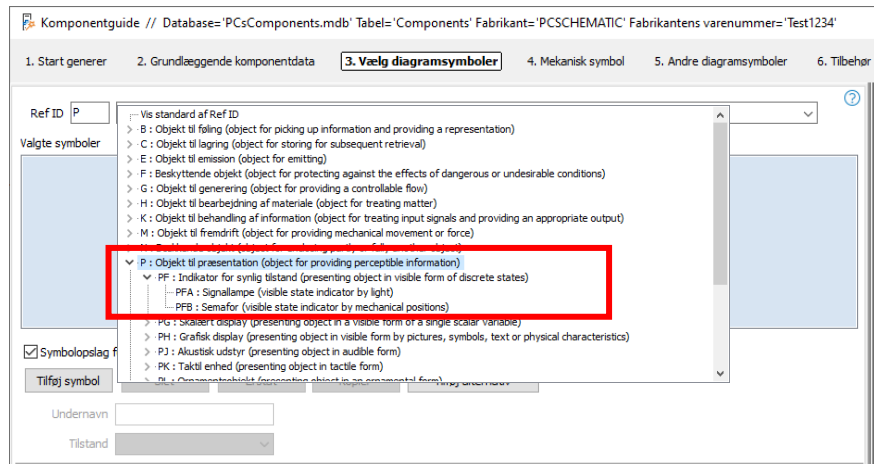 Komponentguide // Database='PCsComponents.mdb' Tabel='Components' Fabrikant='PCSCHEMATIC' Fabrikantens varenummer='Test1234'
1. Start generer 2. Grundlæggende komponentdata 3. Vælg diagramsymboler 4. Mekanisk symbol 5. Andre diagramsymboler 6. Tilbehør
Ref ID P
Vis standard af Ref ID
B : Objekt til føling (object for picking up information and providing a representation)
Valgte symboler
C : Objekt til lagring (object for storing for subsequent retrieval)
E : Objekt til emission (object for emitting)
F : Beskyttende objekt (object for protecting against the effects of dangerous or undesirable conditions)
G : Objekt til generering (object for providing a controllable flow)
H : Objekt til bearbejdning af materiale (object for treating matter)
K : Objekt til behandling af information (object for treating input signals and providing an appropriate output)
M : Objekt til fremdrift (object for providing mechanical movement or force)
P : Objekt til præsentation (object for providing perceptible information)
PF : Indikator for synlig tilstand (presenting object in visible form of discrete states)
PFA : Signallampe (visible state indicator by light)
PFB : Semafor (visible state indicator by mechanical positions)
PG : Skalært display (presenting object in a visible form of a single scalar variable)
PH : Grafisk display (presenting object in visible form by pictures, symbols, text or physical characteristics)
Symbolopslag f
PJ : Akustisk udstyr (presenting object in audible form)
PK : Taktil enhed (presenting object in tactile form)
PL : Ornamentsobjekt (presenting object in an ornamental form)
Tilføj symbol
Undernavn
Tilstand